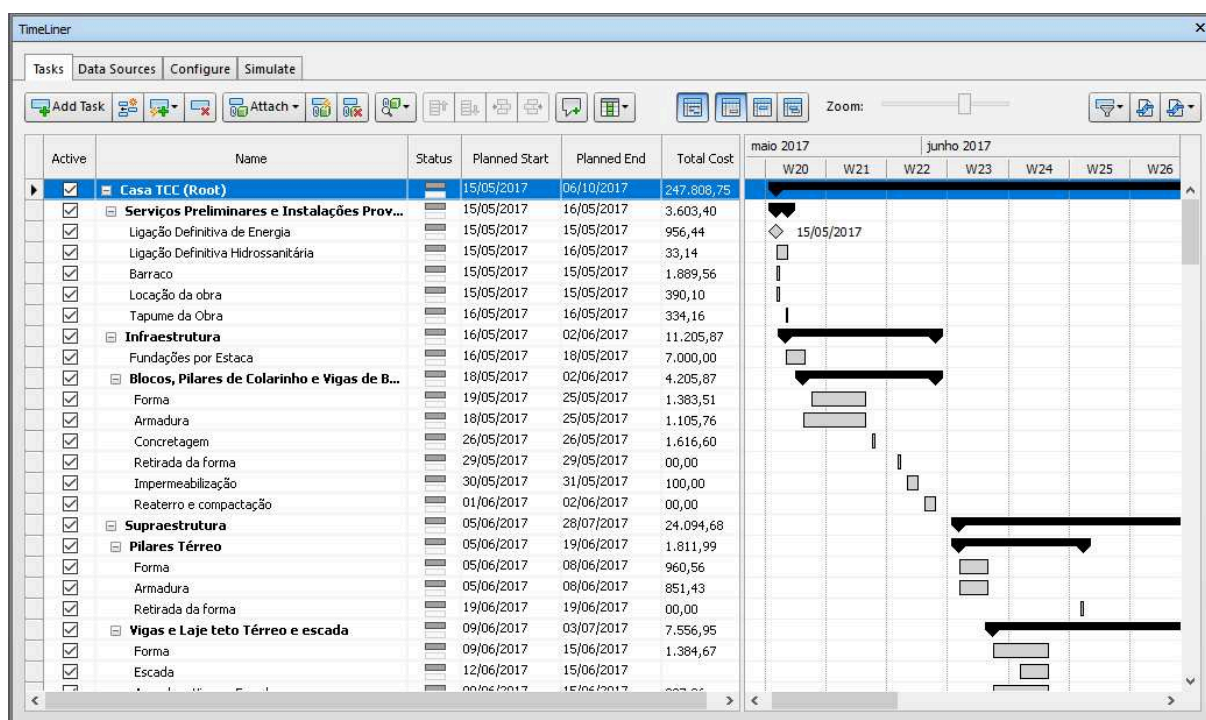 TimeLiner
Tasks Data Sources Configure Simulate
Add Task Attach Zoom:
Active Name Status Planned Start Planned End Total Cost maio 2017 junho 2017
W20 W21 W22 W23 W24 W25 W26
Casa TCC (Root) 15/05/2017 06/10/2017 247.808,75
Serviços Preliminares e Instalações Prov... 15/05/2017 16/05/2017 3.603,40
Ligação Definitiva de Energia 15/05/2017 15/05/2017 956,44 15/05/2017
Ligação Definitiva Hidrossanitária 15/05/2017 16/05/2017 33,14
Barraco 15/05/2017 15/05/2017 1.889,56
Locação da obra 15/05/2017 15/05/2017 390,10
Tapume da Obra 16/05/2017 16/05/2017 334,16
Infraestrutura 16/05/2017 02/06/2017 11.205,87
Fundações por Estaca 16/05/2017 18/05/2017 7.000,00
Blocos, Pilares de Colarinho e Vigas de B... 18/05/2017 02/06/2017 4.205,87
Forma 19/05/2017 25/05/2017 1.383,51
Armadura 18/05/2017 25/05/2017 1.105,76
Concretagem 26/05/2017 26/05/2017 1.616,60
Retirada da forma 29/05/2017 29/05/2017 00,00
Impermeabilização 30/05/2017 31/05/2017 100,00
Reaterro e compactação 01/06/2017 02/06/2017 00,00
Supraestrutura 05/06/2017 28/07/2017 24.094,68
Pilares Térreo 05/06/2017 19/06/2017 1.811,99
Forma 05/06/2017 08/06/2017 960,56
Armadura 05/06/2017 08/06/2017 851,43
Retirada da forma 19/06/2017 19/06/2017 00,00
Vigas e Laje teto Térreo e escada 09/06/2017 03/07/2017 7.556,95
Forma 09/06/2017 15/06/2017 1.384,67
Escada 12/06/2017 15/06/2017